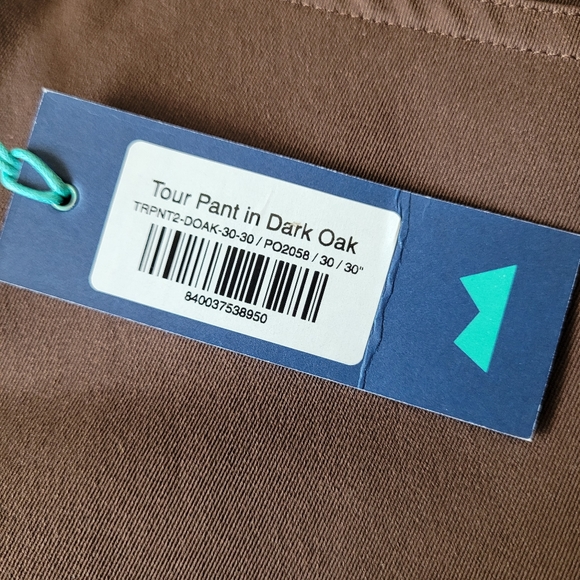 Tour Pant in Dark Oak
TRPNT2-DOAK-30-30 / PO2058 / 30 / 30"
840037538950